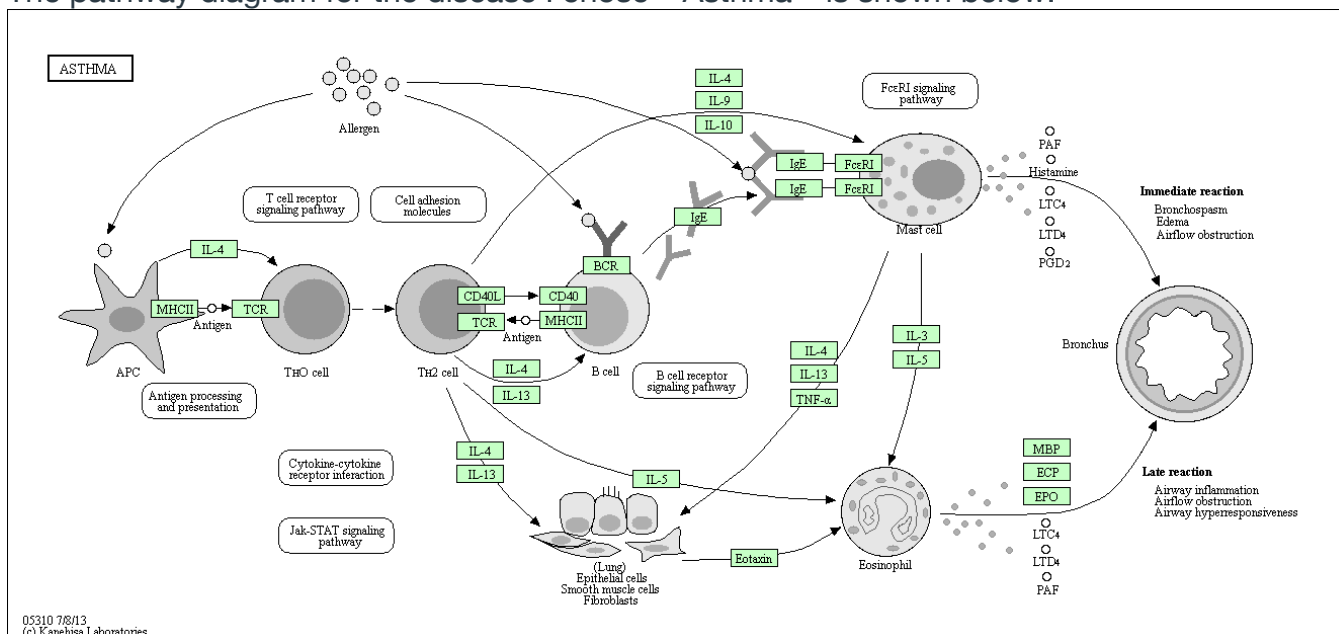 The pathway diagram for the disease I chose – Asthma – is shown below:
ASTHMA
Allergen
IL-4
IL-9
IL-10
FcεRI signaling
pathway
T cell receptor
signaling pathway
Cell adhesion
molecules
IL-4
MHCII
Antigen
TCR
APC
TH0 cell
Antigen processing
and presentation
CD40L
CD40
TCR
Antigen
MHCII
BCR
TH2 cell
B cell
IL-4
IL-13
B cell receptor
signaling pathway
IgE
IgE
FcεRI
IgE
FcεRI
Mast cell
PAF
Histamine
LTC4
LTD4
PGD2
Immediate reaction
Bronchospasm
Edema
Airflow obstruction
Bronchus
IL-4
IL-13
TNF-α
IL-3
IL-5
Cytokine-cytokine
receptor interaction
Jak-STAT signaling
pathway
IL-4
IL-13
IL-5
(Lung)
Epithelial cells
Smooth muscle cells
Fibroblasts
Eotaxin
Eosinophil
MBP
ECP
EPO
LTC4
LTD4
PAF
Late reaction
Airway inflammation
Airflow obstruction
Airway hyperresponsiveness
05310 7/8/13
(c) Kanehisa Laboratories